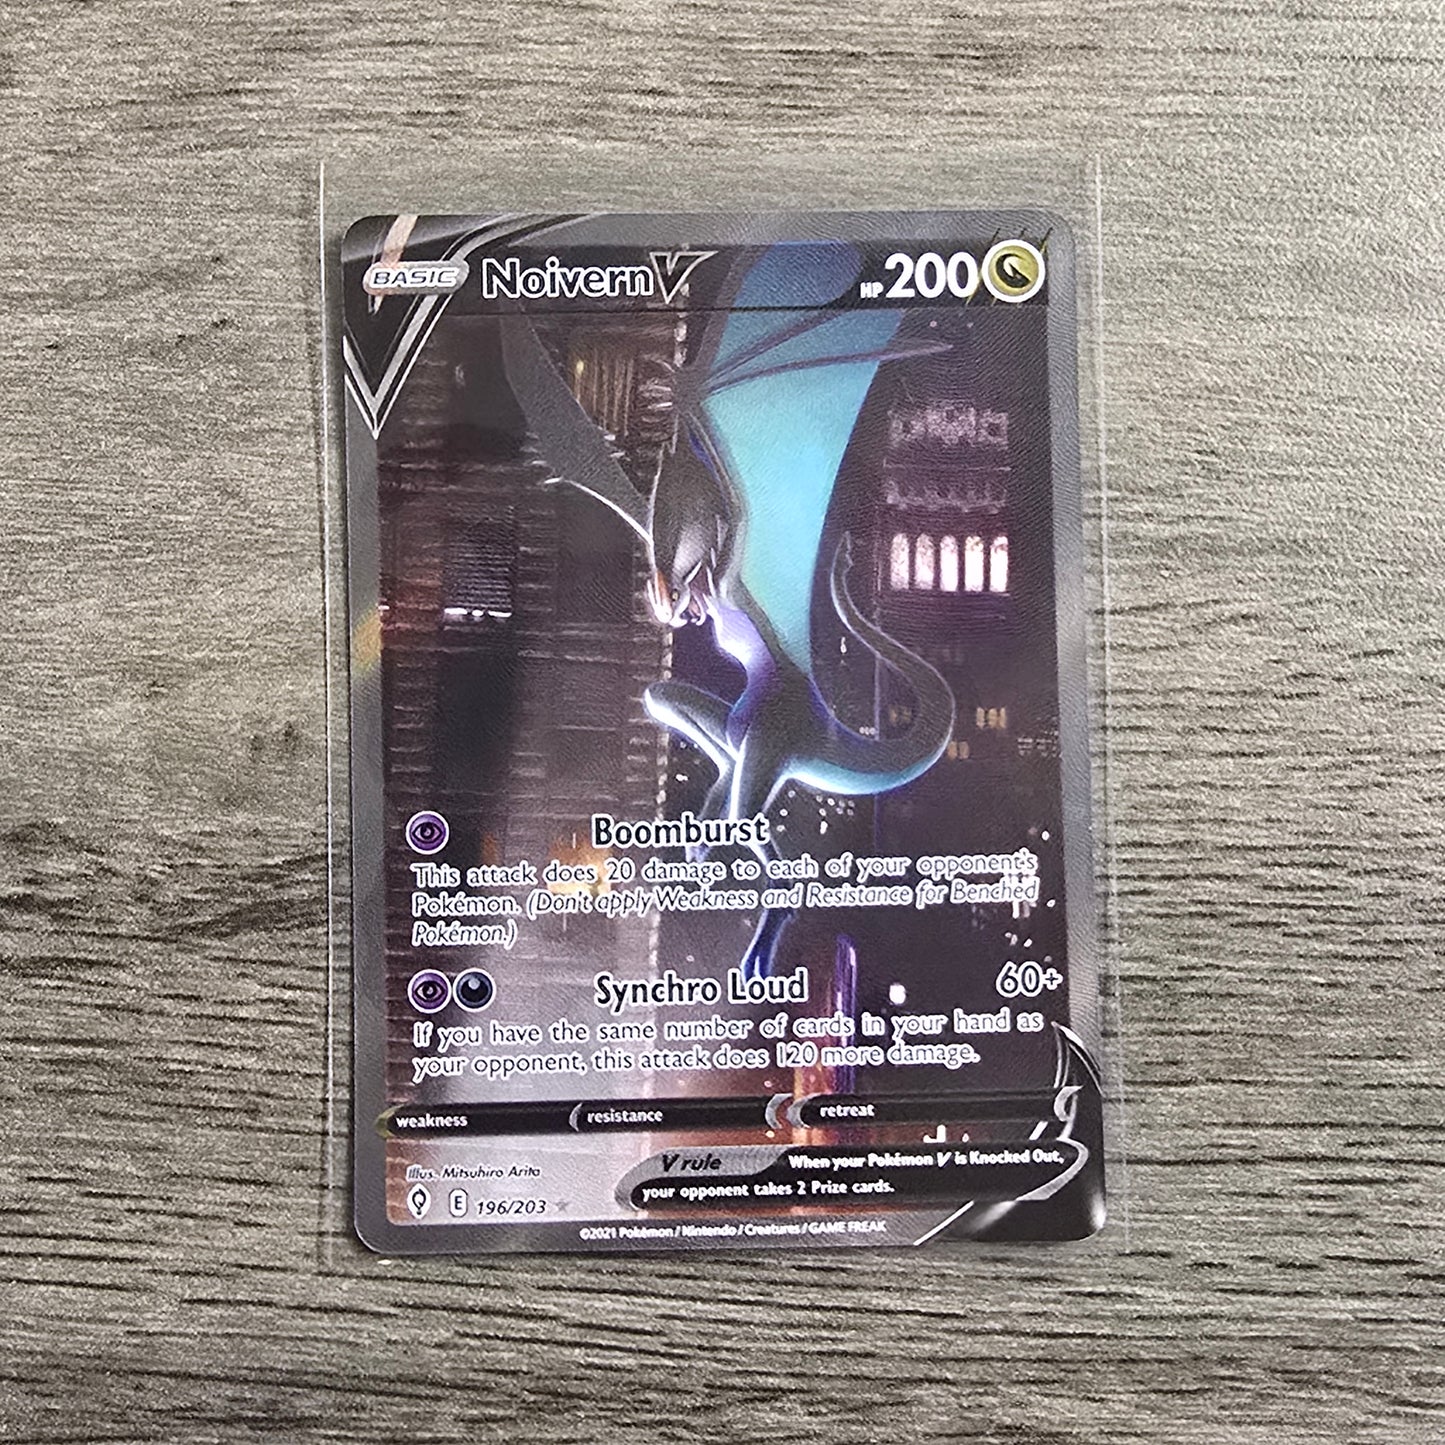 BASIC Noivern V HP 200
Boomburst
This attack does 20 damage to each of your opponent's
Pokémon. (Don't apply Weakness and Resistance for Benched
Pokémon.)
Synchro Loud 60+
If you have the same number of cards in your hand as
your opponent, this attack does 120 more damage.
weakness resistance retreat
Illus. Mitsuhiro Arita
V rule When your Pokémon V is Knocked Out,
your opponent takes 2 Prize cards.
E 196/203
©2021 Pokémon / Nintendo / Creatures / GAME FREAK